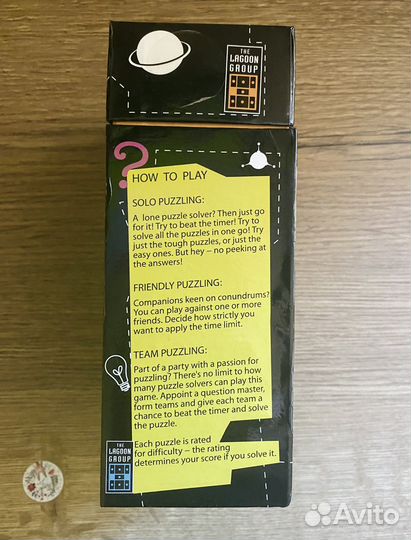 THE
LAGOON
GROUP
?
HOW TO PLAY
SOLO PUZZLING:
A lone puzzle solver? Then just go
for it! Try to beat the timer! Try to
solve all the puzzles in one go! Try
just the tough puzzles, or just the
easy ones. But hey – no peeking at
the answers!
FRIENDLY PUZZLING:
Companions keen on conundrums?
You can play against one or more
friends. Decide how strictly you
want to apply the time limit.
TEAM PUZZLING:
Part of a party with a passion for
puzzling? There's no limit to how
many puzzle solvers can play this
game. Appoint a question master,
form teams and give each team a
chance to beat the timer and solve
the puzzle.
Each puzzle is rated
for difficulty – the rating
determines your score if you solve it.
THE
LAGOON
GROUP
Avito